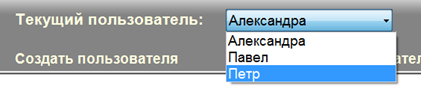 Текущий пользователь: Александра
Александра
Павел
Создать пользователя
Петр